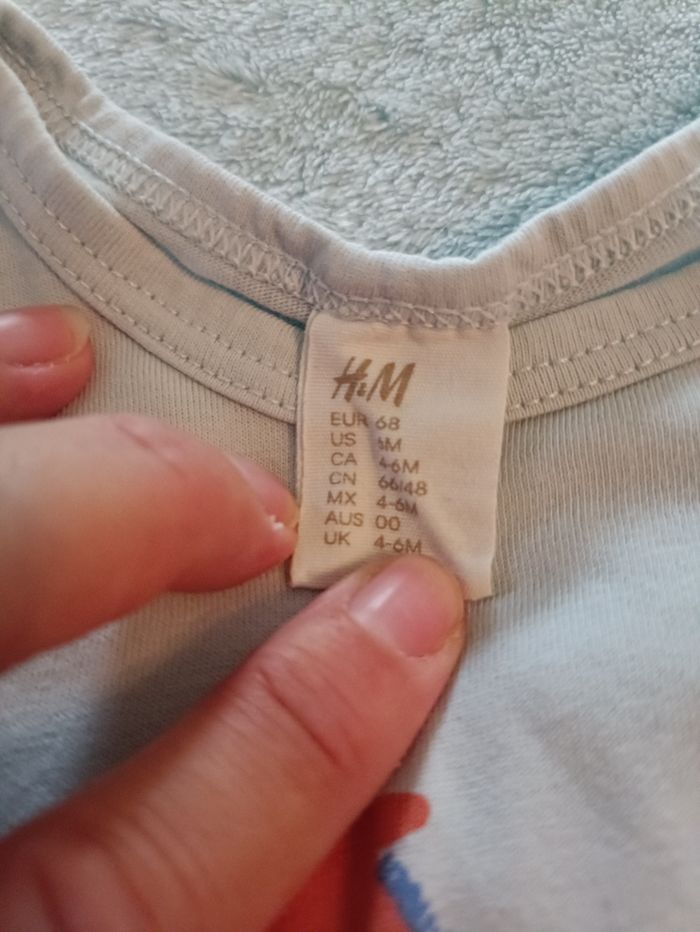 H&M
EUR 68
US 6M
CA 4-6M
CN 66/48
MX 4-6M
AUS 00
UK 4-6M